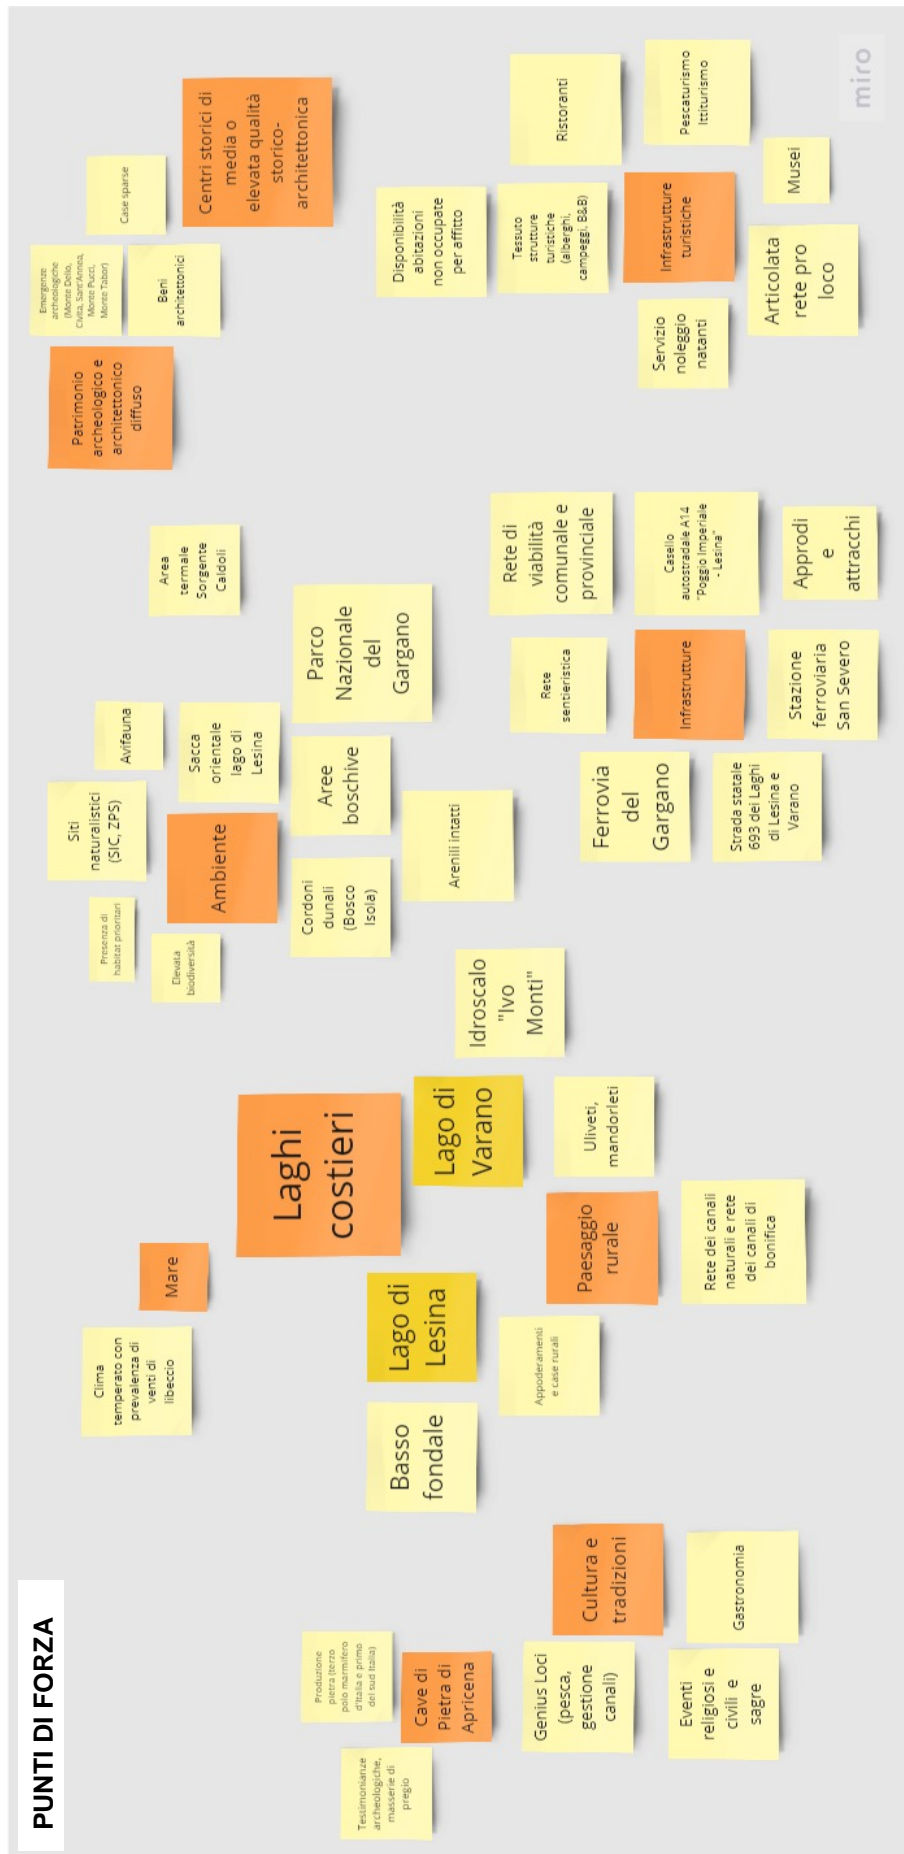 PUNTI DI FORZA
Produzione
pietra (terzo
polo marmifero
d'Italia e primo
del sud Italia)
Testimonianze
archeologiche,
masserie di
pregio
Cave di
Pietra di
Apricena
Genius Loci
(pesca,
gestione
canali)
Cultura e
tradizioni
Eventi
religiosi e
civili e
sagre
Gastronomia
Clima
temperato con
prevalenza di
venti di
libeccio
Mare
Laghi
costieri
Basso
fondale
Lago di
Lesina
Lago di
Varano
Idroscalo
"Ivo
Monti"
Appoderamenti
e case rurali
Paesaggio
rurale
Uliveti,
mandorleti
Rete dei canali
naturali e rete
dei canali di
bonifica
Presenza di
habitat prioritari
Siti
naturalistici
(SIC, ZPS)
Avifauna
Elevata
biodiversità
Ambiente
Sacca
orientale
lago di
Lesina
Area
termale
Sorgente
Caldoli
Cordoni
dunali
(Bosco
Isola)
Aree
boschive
Parco
Nazionale
del
Gargano
Arenili intatti
Rete
sentieristica
Rete di
viabilità
comunale e
provinciale
Ferrovia
del
Gargano
Infrastrutture
Casello
autostradale A14
"Poggio Imperiale
- Lesina"
Strada statale
693 dei Laghi
di Lesina e
Varano
Stazione
ferroviaria
San Severo
Approdi
e
attracchi
Patrimonio
archeologico e
architettonico
diffuso
Emergenze
archeologiche
(Monte Delio,
Civita, Sant'Annea,
Monte Pucci,
Monte Tabor)
Case sparse
Beni
architettonici
Centri storici di
media o
elevata qualità
storico-
architettonica
Disponibilità
abitazioni
non occupate
per affitto
Tessuto
strutture
turistiche
(alberghi,
campeggi, B&B)
Ristoranti
Servizio
noleggio
natanti
Infrastrutture
turistiche
Pescaturismo
Ittiturismo
Articolata
rete pro
loco
Musei
miro